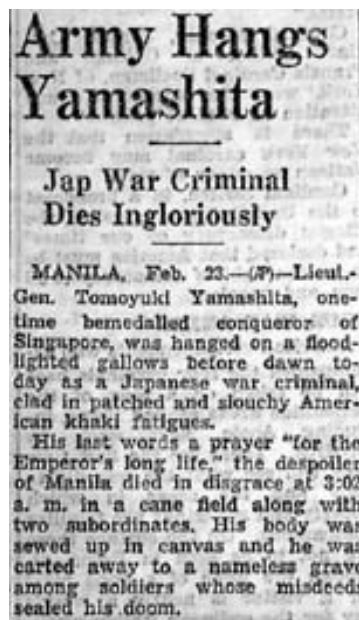 Army Hangs
Yamashita
Jap War Criminal
Dies Ingloriously
MANILA, Feb. 23.—(AP)—Lieut.-
Gen. Tomoyuki Yamashita, one-
time bemedalled conqueror of
Singapore, was hanged on a flood-
lighted gallows before dawn to-
day as a Japanese war criminal,
clad in patched and slouchy Amer-
ican khaki fatigues.
His last words a prayer "for the
Emperor's long life," the despoiler
of Manila died in disgrace at 3:02
a. m. in a cane field along with
two subordinates. His body was
sewed up in canvas and he was
carted away to a nameless grave
among soldiers whose misdeeds
sealed his doom.